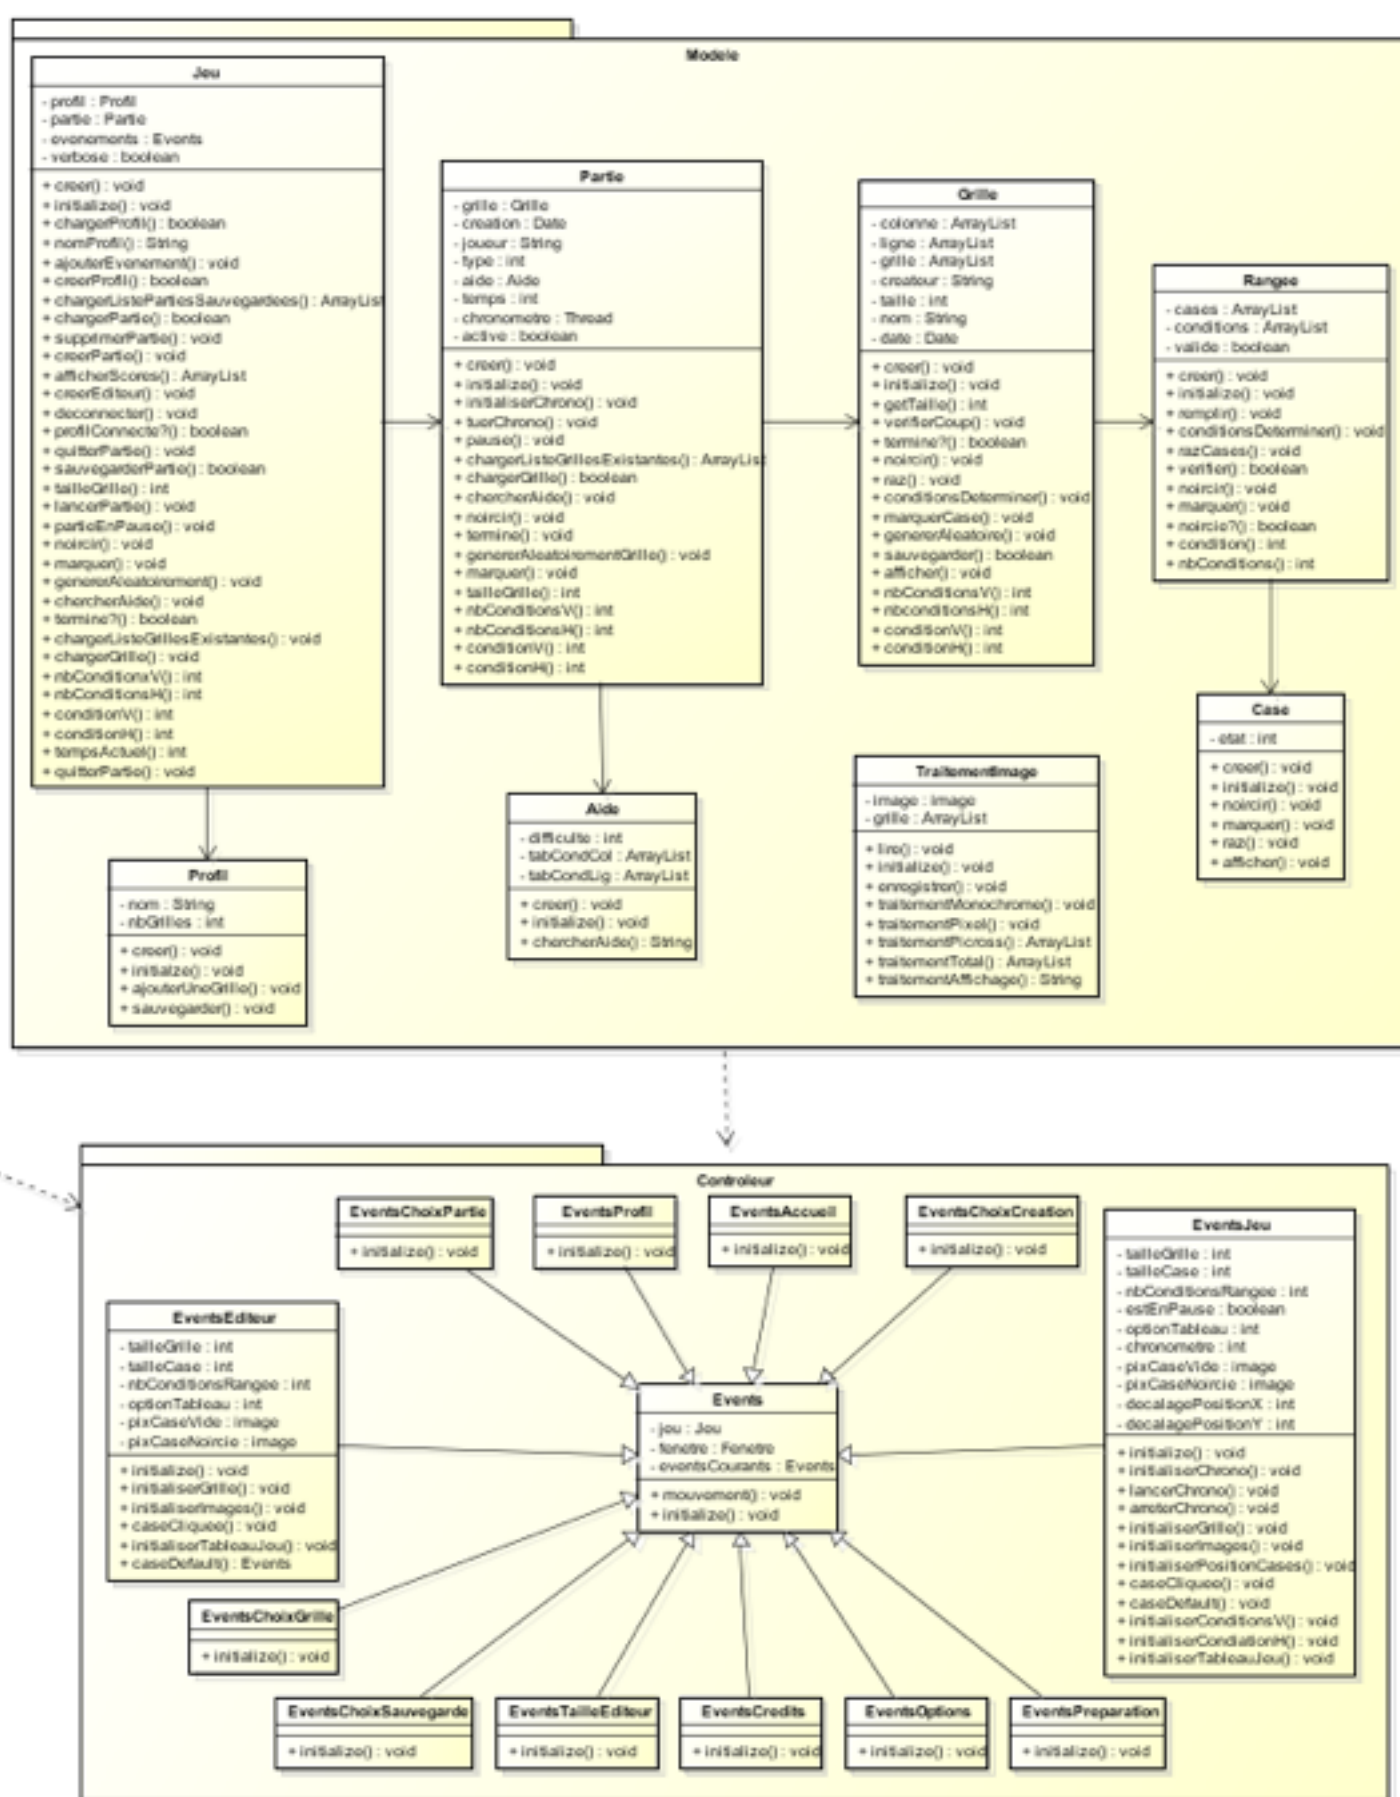 Modele
Jeu
- profil : Profil
- partie : Partie
- evenements : Events
- verbose : boolean
+ creer() : void
+ initialize() : void
+ chargerProfil() : boolean
+ nomProfil() : String
+ ajouterEvenement() : void
+ creerProfil() : boolean
+ chargerListePartiesSauvegardees() : ArrayList
+ chargerPartie() : boolean
+ supprimerPartie() : void
+ creerPartie() : void
+ afficherScores() : ArrayList
+ creerEditeur() : void
+ deconnecter() : void
+ profilConnecte?() : boolean
+ quitterPartie() : void
+ sauvegarderPartie() : boolean
+ tailleGrille() : int
+ lancerPartie() : void
+ partieEnPause() : void
+ noircir() : void
+ marquer() : void
+ genererAleatoirement() : void
+ chercherAide() : void
+ termine?() : boolean
+ chargerListeGrillesExistantes() : void
+ chargerGrille() : void
+ nbConditionxV() : int
+ nbConditionsH() : int
+ conditionV() : int
+ conditionH() : int
+ tempsActuel() : int
+ quitterPartie() : void
Partie
- grille : Grille
- creation : Date
- joueur : String
- type : int
- aide : Aide
- temps : int
- chronometre : Thread
- active : boolean
+ creer() : void
+ initialize() : void
+ initialiserChrono() : void
+ tuerChrono() : void
+ pause() : void
+ chargerListeGrillesExistantes() : ArrayList
+ chargerGrille() : boolean
+ chercherAide() : void
+ noircir() : void
+ termine() : void
+ genererAleatoirementGrille() : void
+ marquer() : void
+ tailleGrille() : int
+ nbConditionsV() : int
+ nbConditionsH() : int
+ conditionV() : int
+ conditionH() : int
Grille
- colonne : ArrayList
- ligne : ArrayList
- grille : ArrayList
- createur : String
- taille : int
- nom : String
- date : Date
+ creer() : void
+ initialize() : void
+ getTaille() : int
+ verifierCoup() : void
+ termine?() : boolean
+ noircir() : void
+ raz() : void
+ conditionsDeterminer() : void
+ marquerCase() : void
+ genererAleatoire() : void
+ sauvegarder() : boolean
+ afficher() : void
+ nbConditionsV() : int
+ nbconditionsH() : int
+ conditionV() : int
+ conditionH() : int
Rangee
- cases : ArrayList
- conditions : ArrayList
- valide : boolean
+ creer() : void
+ initialize() : void
+ remplir() : void
+ conditionsDeterminer() : void
+ razCases() : void
+ verifier() : boolean
+ noircir() : void
+ marquer() : void
+ noircie?() : boolean
+ condition() : int
+ nbConditions() : int
Case
- etat : int
+ creer() : void
+ initialize() : void
+ noircir() : void
+ marquer() : void
+ raz() : void
+ afficher() : void
Profil
- nom : String
- nbGrilles : int
+ creer() : void
+ initialze() : void
+ ajouterUneGrille() : void
+ sauvegarder() : void
Aide
- difficulte : int
- tabCondCol : ArrayList
- tabCondLig : ArrayList
+ creer() : void
+ initialize() : void
+ chercherAide() : String
TraitementImage
- image : Image
- grille : ArrayList
+ lire() : void
+ initialize() : void
+ enregistrer() : void
+ traitementMonochrome() : void
+ traitementPixel() : void
+ traitementPicross() : ArrayList
+ traitementTotal() : ArrayList
+ traitementAffichage() : String
Controleur
EventsChoixPartie
+ initialize() : void
EventsProfil
+ initialize() : void
EventsAccueil
+ initialize() : void
EventsChoixCreation
+ initialize() : void
EventsJeu
- tailleGrille : int
- tailleCase : int
- nbConditionsRangee : int
- estEnPause : boolean
- optionTableau : int
- chronometre : int
- pixCaseVide : image
- pixCaseNoircie : image
- decalagePositionX : int
- decalagePositionY : int
+ initialize() : void
+ initialiserChrono() : void
+ lancerChrono() : void
+ arreterChrono() : void
+ initialiserGrille() : void
+ initialiserImages() : void
+ initialiserPositionCases() : void
+ caseCliquee() : void
+ caseDefault() : void
+ initialiserConditionsV() : void
+ initialiserCondiationH() : void
+ initialiserTableauJeu() : void
EventsEditeur
- tailleGrille : int
- tailleCase : int
- nbConditionsRangee : int
- optionTableau : int
- pixCaseVide : image
- pixCaseNoircie : image
+ initialize() : void
+ initialiserGrille() : void
+ initialiserImages() : void
+ caseCliquee() : void
+ initialiserTableauJeu() : void
+ caseDefault() : Events
Events
- jeu : Jeu
- fenetre : Fenetre
- eventsCourants : Events
+ mouvement() : void
+ initialize() : void
EventsChoixGrille
+ initialize() : void
EventsChoixSauvegarde
+ initialize() : void
EventsTailleEditeur
+ initialize() : void
EventsCredits
+ initialize() : void
EventsOptions
+ initialize() : void
EventsPreparation
+ initialize() : void